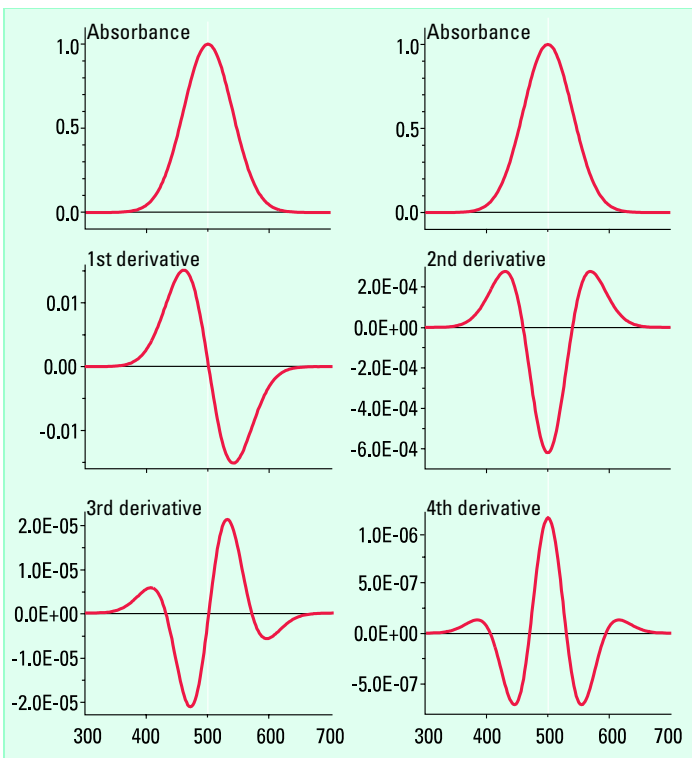 Absorbance
1.0
0.5
0.0
Absorbance
1.0
0.5
0.0
1st derivative
0.01
0.00
-0.01
2nd derivative
2.0E-04
0.0E+00
-2.0E-04
-4.0E-04
-6.0E-04
3rd derivative
2.0E-05
1.0E-05
0.0E+00
-1.0E-05
-2.0E-05
300 400 500 600 700
4th derivative
1.0E-06
5.0E-07
0.0E+00
-5.0E-07
300 400 500 600 700